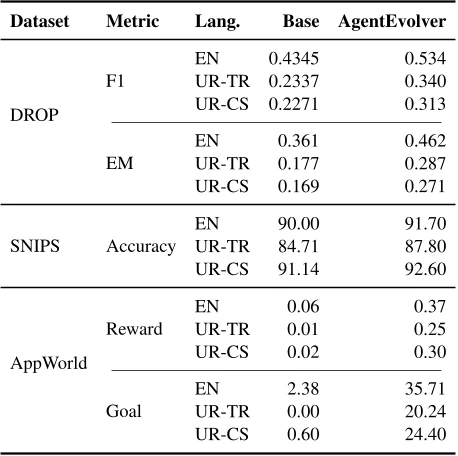 Dataset Metric Lang. Base AgentEvolver
EN 0.4345 0.534
F1 UR-TR 0.2337 0.340
UR-CS 0.2271 0.313
DROP
EN 0.361 0.462
EM UR-TR 0.177 0.287
UR-CS 0.169 0.271
EN 90.00 91.70
SNIPS Accuracy UR-TR 84.71 87.80
UR-CS 91.14 92.60
EN 0.06 0.37
Reward UR-TR 0.01 0.25
UR-CS 0.02 0.30
AppWorld
EN 2.38 35.71
Goal UR-TR 0.00 20.24
UR-CS 0.60 24.40